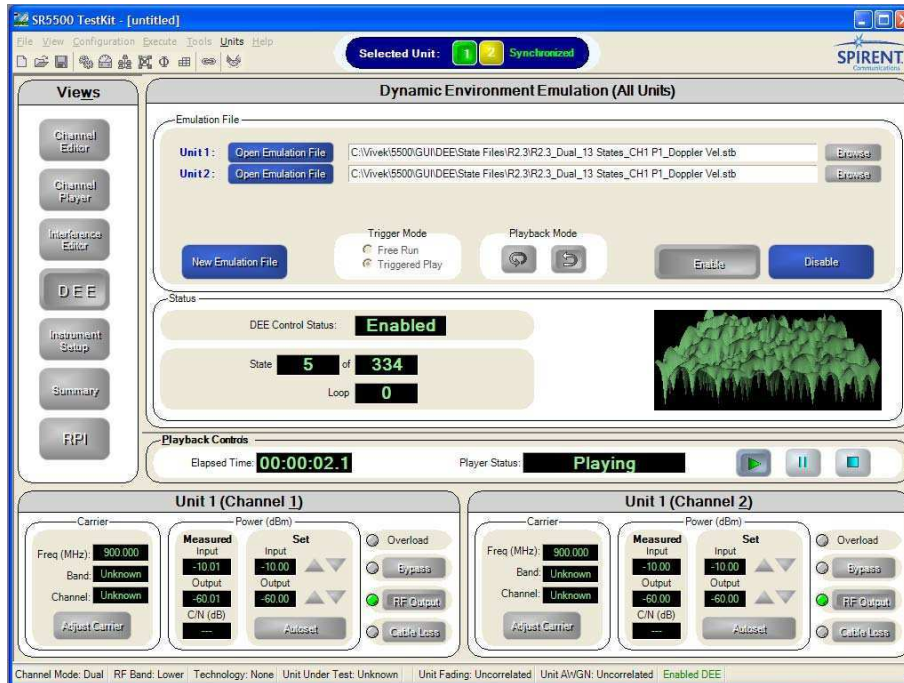 SR5500 TestKit - [untitled]
File View Configuration Execute Tools Units Help
Selected Unit: 1 2 Synchronized
SPIRENT
Communications
Views
Channel Editor
Channel Player
Interference Editor
DEE
Instrument Setup
Summary
RPI
Dynamic Environment Emulation (All Units)
Emulation File
Unit 1: Open Emulation File C:\Vivek\5500\GUI\DEE\State Files\R2.3\R2.3_Dual_13 States_CH1 P1_Doppler Vel.stb Browse
Unit 2: Open Emulation File C:\Vivek\5500\GUI\DEE\State Files\R2.3\R2.3_Dual_13 States_CH1 P1_Doppler Vel.stb Browse
Trigger Mode
Free Run
Triggered Play
Playback Mode
New Emulation File
Enable
Disable
Status
DEE Control Status: Enabled
State 5 of 334
Loop 0
Playback Controls
Elapsed Time: 00:00:02.1 Player Status: Playing
Unit 1 (Channel 1)
Carrier
Freq (MHz): 900.000
Band: Unknown
Channel: Unknown
Adjust Carrier
Power (dBm)
Measured Set
Input Input
-10.01 -10.00
Output Output
-60.01 -60.00
C/N (dB)
---
Autoset
Overload
Bypass
RF Output
Cable Loss
Unit 1 (Channel 2)
Carrier
Freq (MHz): 900.000
Band: Unknown
Channel: Unknown
Adjust Carrier
Power (dBm)
Measured Set
Input Input
-10.00 -10.00
Output Output
-60.00 -60.00
C/N (dB)
---
Autoset
Overload
Bypass
RF Output
Cable Loss
Channel Mode: Dual RF Band: Lower Technology: None Unit Under Test: Unknown Unit Fading: Uncorrelated Unit AWGN: Uncorrelated Enabled DEE